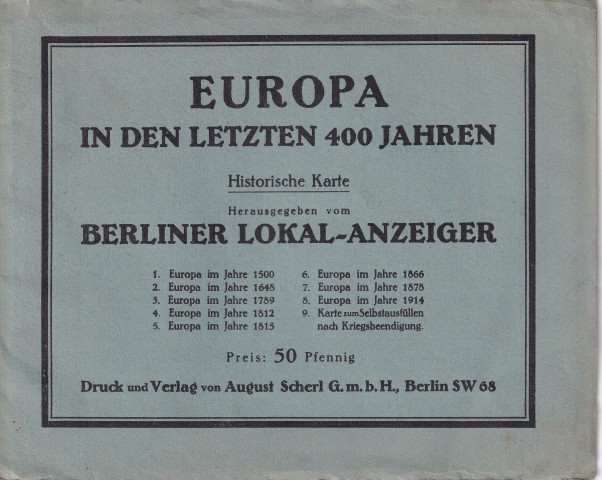 EUROPA
IN DEN LETZTEN 400 JAHREN
Historische Karte
Herausgegeben vom
BERLINER LOKAL-ANZEIGER
1. Europa im Jahre 1500
2. Europa im Jahre 1648
3. Europa im Jahre 1789
4. Europa im Jahre 1812
5. Europa im Jahre 1815
6. Europa im Jahre 1866
7. Europa im Jahre 1878
8. Europa im Jahre 1914
9. Karte zum Selbstausfüllen
nach Kriegsbeendigung.
Preis: 50 Pfennig
Druck und Verlag von August Scherl G. m. b. H., Berlin SW 68